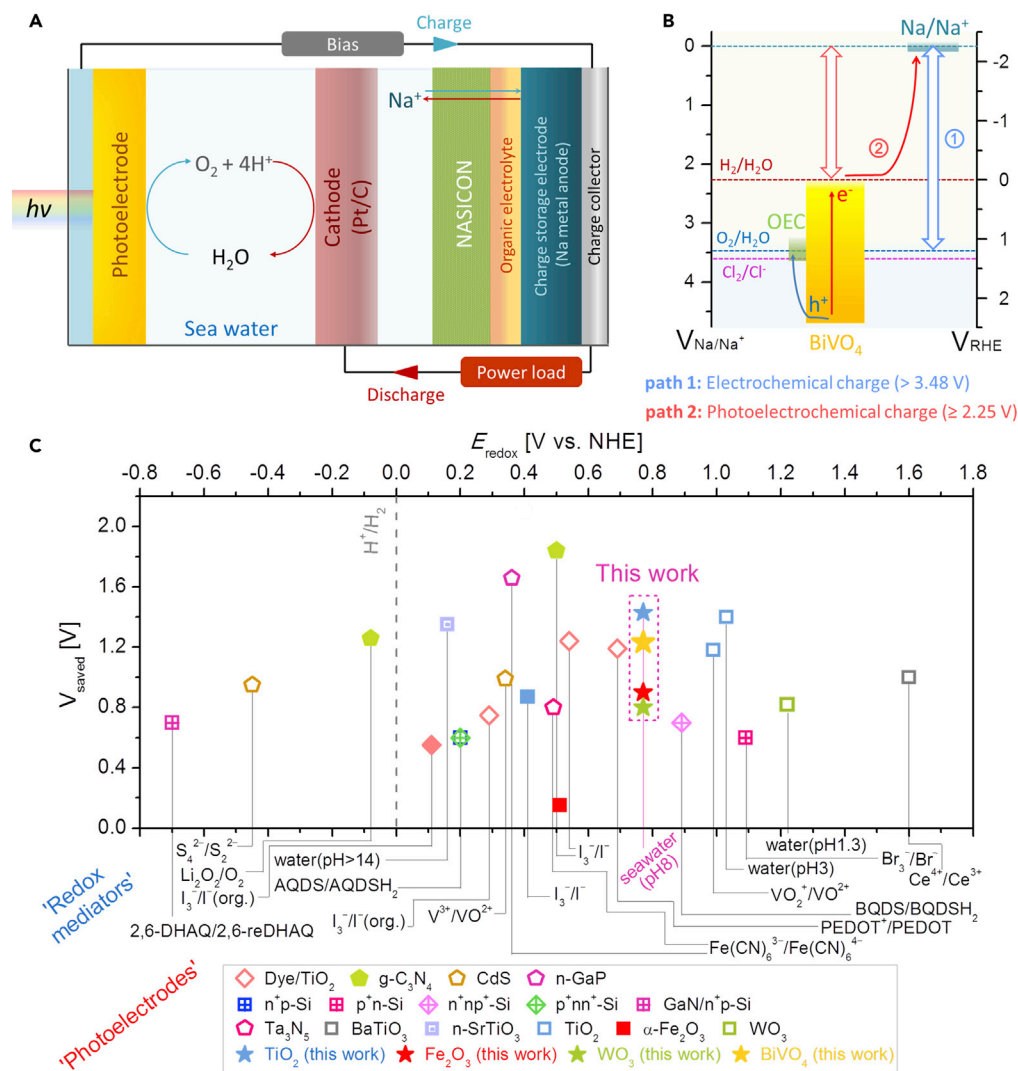 A
Charge
Bias
hv
Photoelectrode
O₂ + 4H⁺
H₂O
Sea water
Cathode
(Pt/C)
Na⁺
NASICON
Organic electrolyte
Charge storage electrode
(Na metal anode)
Charge collector
Power load
Discharge
B
Na/Na⁺
0
1
2
3
4
-2
-1
0
1
2
①
②
H₂/H₂O
e⁻
OEC
O₂/H₂O
Cl₂/Cl⁻
h⁺
V Na/Na⁺
BiVO₄
V RHE
path 1: Electrochemical charge (> 3.48 V)
path 2: Photoelectrochemical charge (≥ 2.25 V)
C
E redox [V vs. NHE]
-0.8 -0.6 -0.4 -0.2 0.0 0.2 0.4 0.6 0.8 1.0 1.2 1.4 1.6 1.8
V saved [V]
2.0
1.6
1.2
0.8
0.4
0.0
H⁺/H₂
This work
S₄²⁻/S₂²⁻
Li₂O₂/O₂
I₃⁻/I⁻(org.)
2,6-DHAQ/2,6-reDHAQ
water(pH>14)
AQDS/AQDSH₂
I₃⁻/I⁻(org.)
V³⁺/VO²⁺
I₃⁻/I⁻
I₃⁻/I⁻
seawater
(pH8)
Fe(CN)₆³⁻/Fe(CN)₆⁴⁻
water(pH1.3)
water(pH3)
VO₂⁺/VO²⁺
BQDS/BQDSH₂
PEDOT⁺/PEDOT
Br₃⁻/Br⁻
Ce⁴⁺/Ce³⁺
'Redox
mediators'
'Photoelectrodes'
Dye/TiO₂ g-C₃N₄ CdS n-GaP
n⁺p-Si p⁺n-Si n⁺np⁺-Si p⁺nn⁺-Si GaN/n⁺p-Si
Ta₃N₅ BaTiO₃ n-SrTiO₃ TiO₂ α-Fe₂O₃ WO₃
TiO₂ (this work) Fe₂O₃ (this work) WO₃ (this work) BiVO₄ (this work)